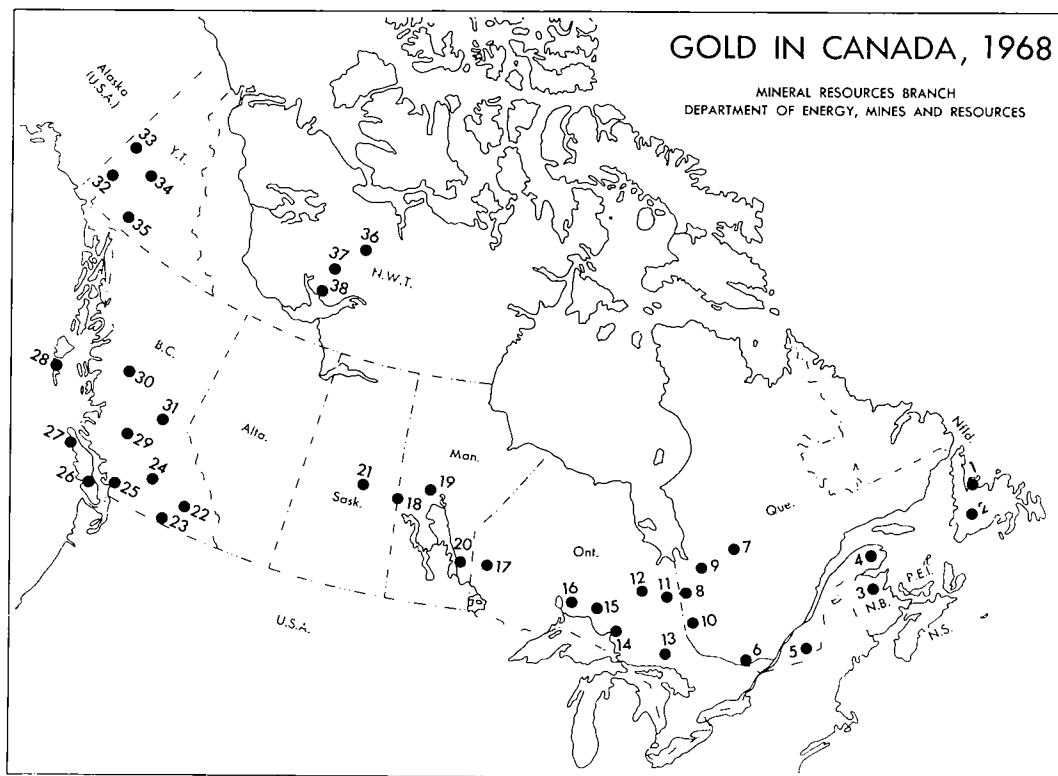 GOLD IN CANADA, 1968
MINERAL RESOURCES BRANCH
DEPARTMENT OF ENERGY, MINES AND RESOURCES
Alaska
(U.S.A.)
33
Y.T.
32
34
35
36
37
N.W.T.
38
28
B.C.
30
31
27
29
Alta.
Man.
Nfld.
26
25
24
21
19
1
Sask.
18
Que.
2
22
23
20
17
Ont.
7
9
4
P.E.I.
12
11
8
3
N.B.
16
15
10
N.S.
U.S.A.
14
13
6
5